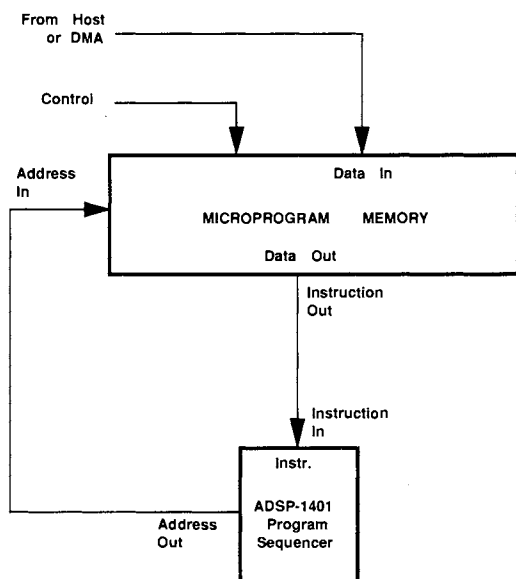 From Host
or DMA
Control
Address
In
Data In
MICROPROGRAM MEMORY
Data Out
Instruction
Out
Instruction
In
Instr.
ADSP-1401
Program
Sequencer
Address
Out